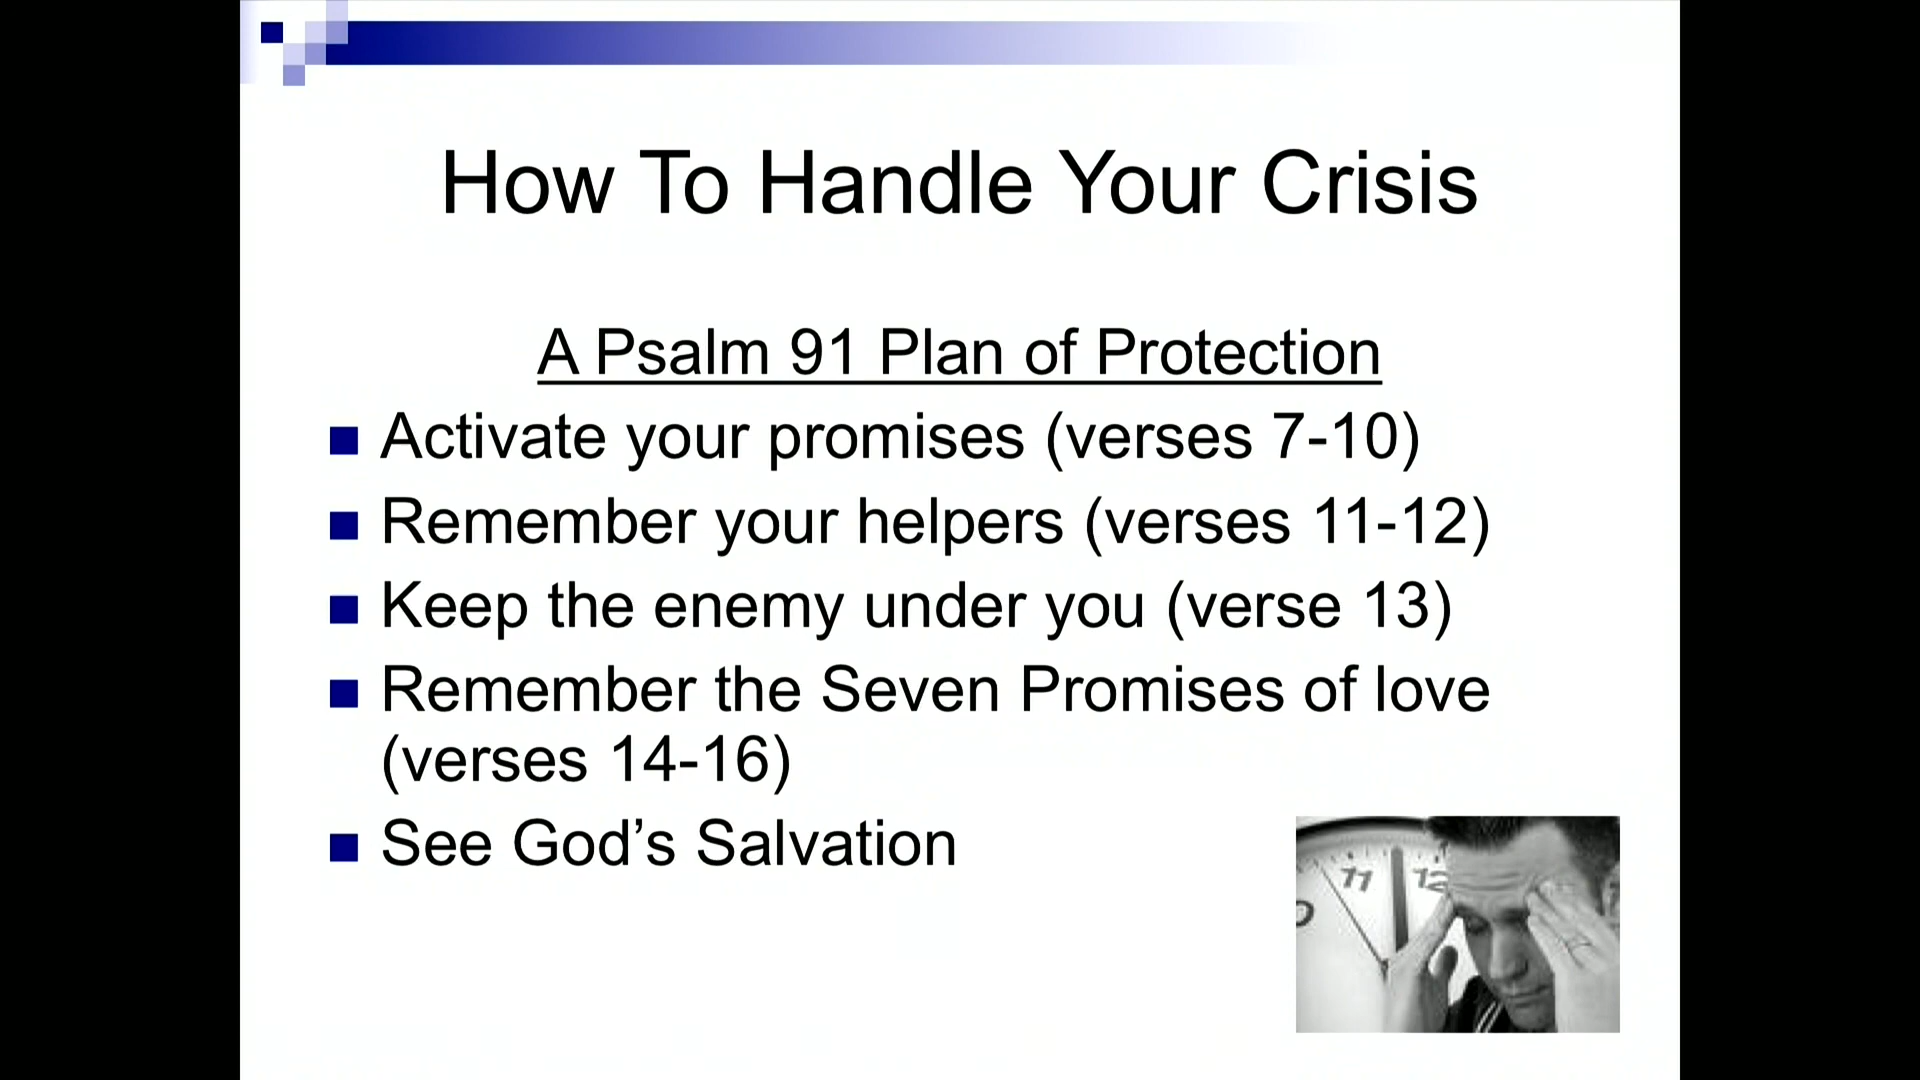 How To Handle Your Crisis
A Psalm 91 Plan of Protection
Activate your promises (verses 7-10)
Remember your helpers (verses 11-12)
Keep the enemy under you (verse 13)
Remember the Seven Promises of love
(verses 14-16)
See God’s Salvation
11 12